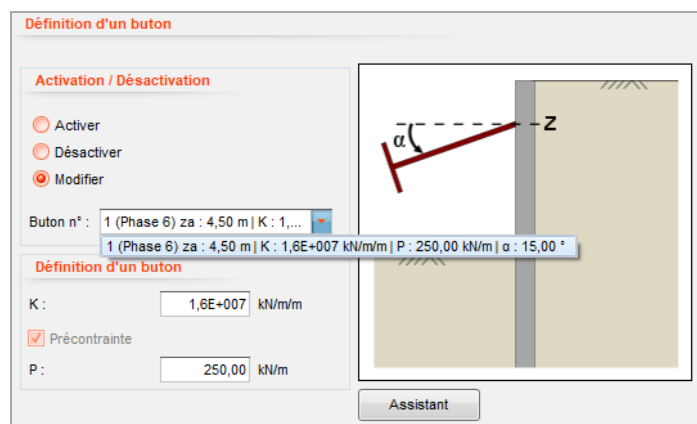 Définition d'un buton
Activation / Désactivation
Activer
Désactiver
Modifier
Buton n° : 1 (Phase 6) za : 4,50 m | K : 1,...
1 (Phase 6) za : 4,50 m | K : 1,6E+007 kN/m/m | P : 250,00 kN/m | α : 15,00 °
Définition d'un buton
K : 1,6E+007 kN/m/m
Précontrainte
P : 250,00 kN/m
α
Z
Assistant